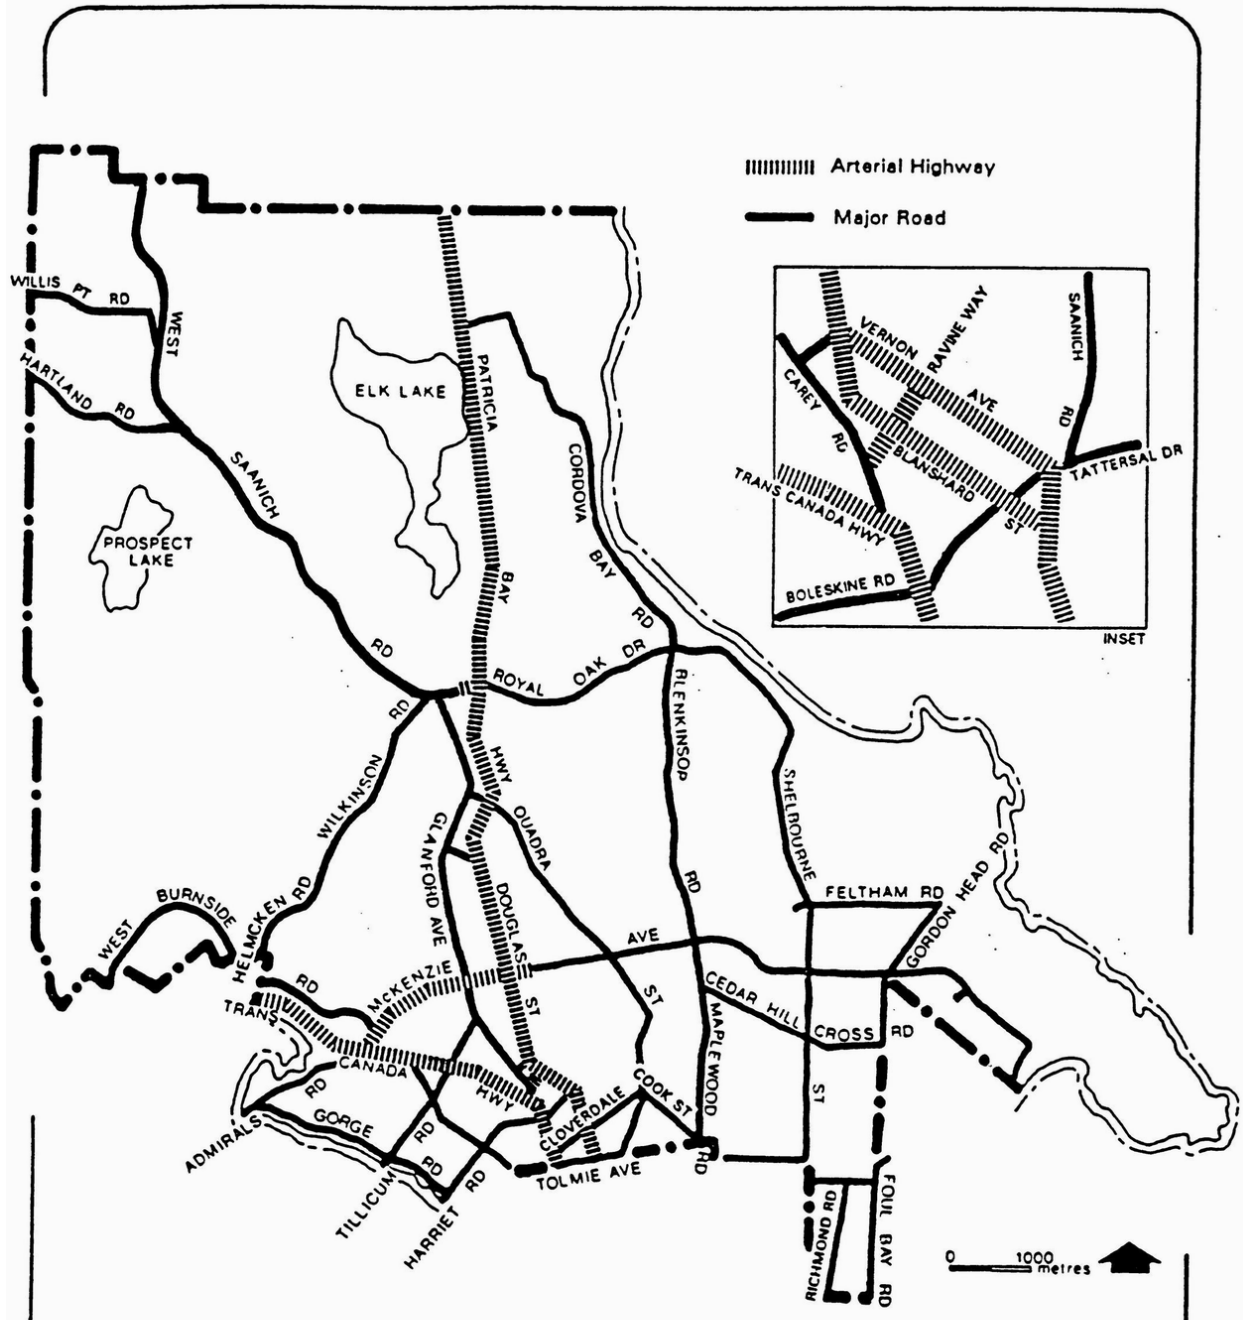 Arterial Highway
Major Road
WILLIS PT RD
HARTLAND RD
WEST SAANICH RD
ELK LAKE
PROSPECT LAKE
PATRICIA BAY HWY
CORDOVA BAY RD
ROYAL OAK DR
BLENKINSOP RD
WILKINSON RD
GLANFORD AVE
QUADRA ST
SHELBOURNE ST
FELTHAM RD
GORDON HEAD RD
WEST BURNSIDE RD
HELMCKEN RD
DOUGLAS ST
McKENZIE AVE
CEDAR HILL CROSS RD
MAPLEWOOD RD
TRANS CANADA HWY
ADMIRALS RD
GORGE RD
TILLICUM RD
HARRIET RD
CLOVERDALE
COOK ST
TOLMIE AVE
RICHMOND RD
FOUL BAY RD
VERNON AVE
RAVINE WAY
SAANICH RD
CAREY RD
BLANSHARD ST
TATTERSAL DR
TRANS CANADA HWY
BOLESKINE RD
INSET
0 1000
metres